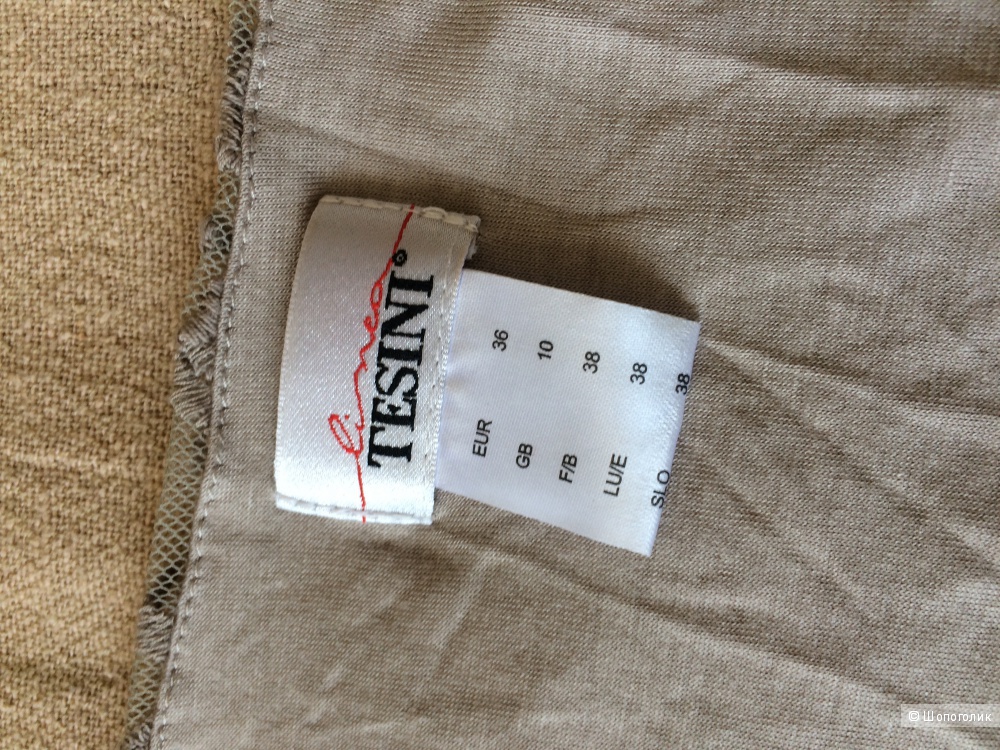 linea
TESINI
EUR 36
GB 10
F/B 38
LU/E 38
SLO 38
© Шопоголик